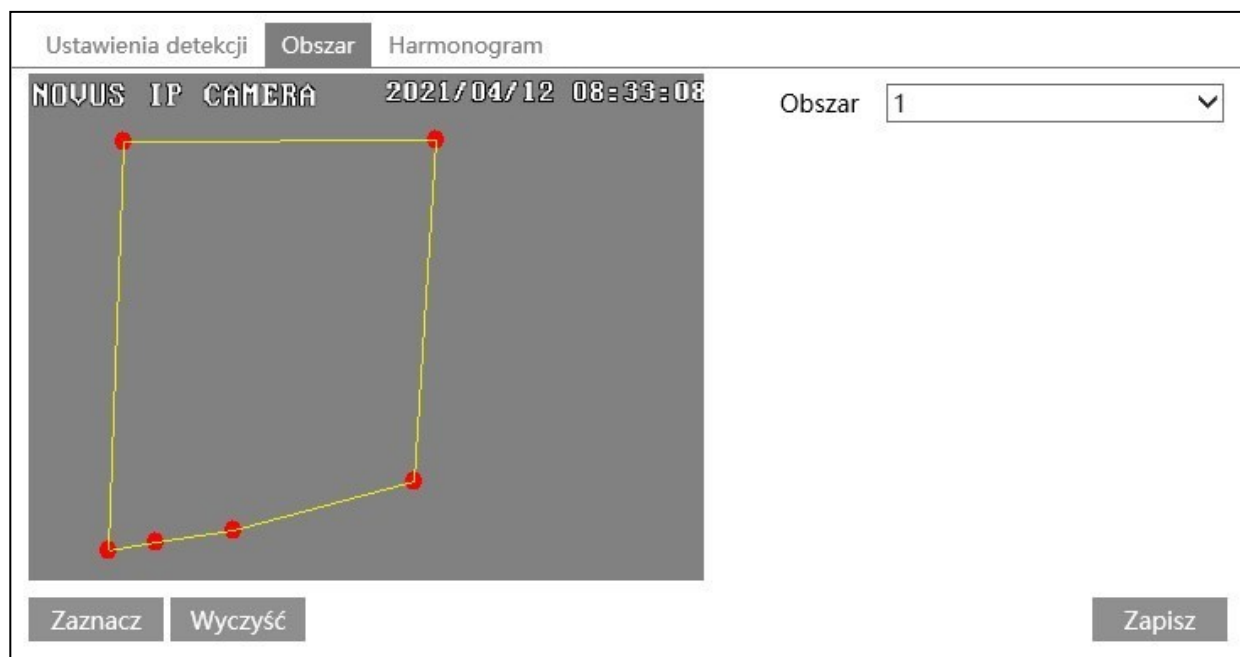 Ustawienia detekcji Obszar Harmonogram
NOVUS IP CAMERA 2021/04/12 08:33:08
Obszar 1
Zaznacz Wyczyść Zapisz